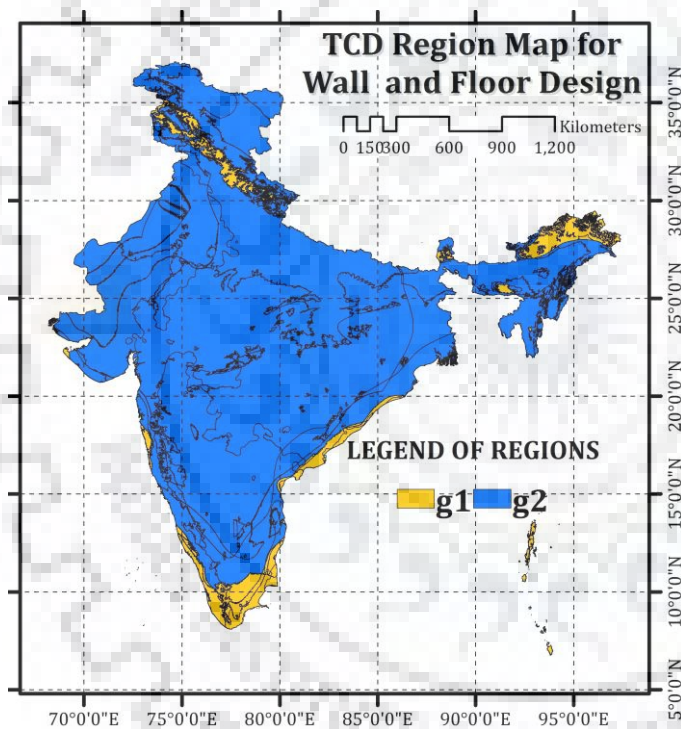 TCD Region Map for
Wall and Floor Design
Kilometers
0 150 300 600 900 1,200
35°0'0"N
30°0'0"N
25°0'0"N
20°0'0"N
LEGEND OF REGIONS
g1 g2
15°0'0"N
10°0'0"N
5°0'0"N
70°0'0"E 75°0'0"E 80°0'0"E 85°0'0"E 90°0'0"E 95°0'0"E